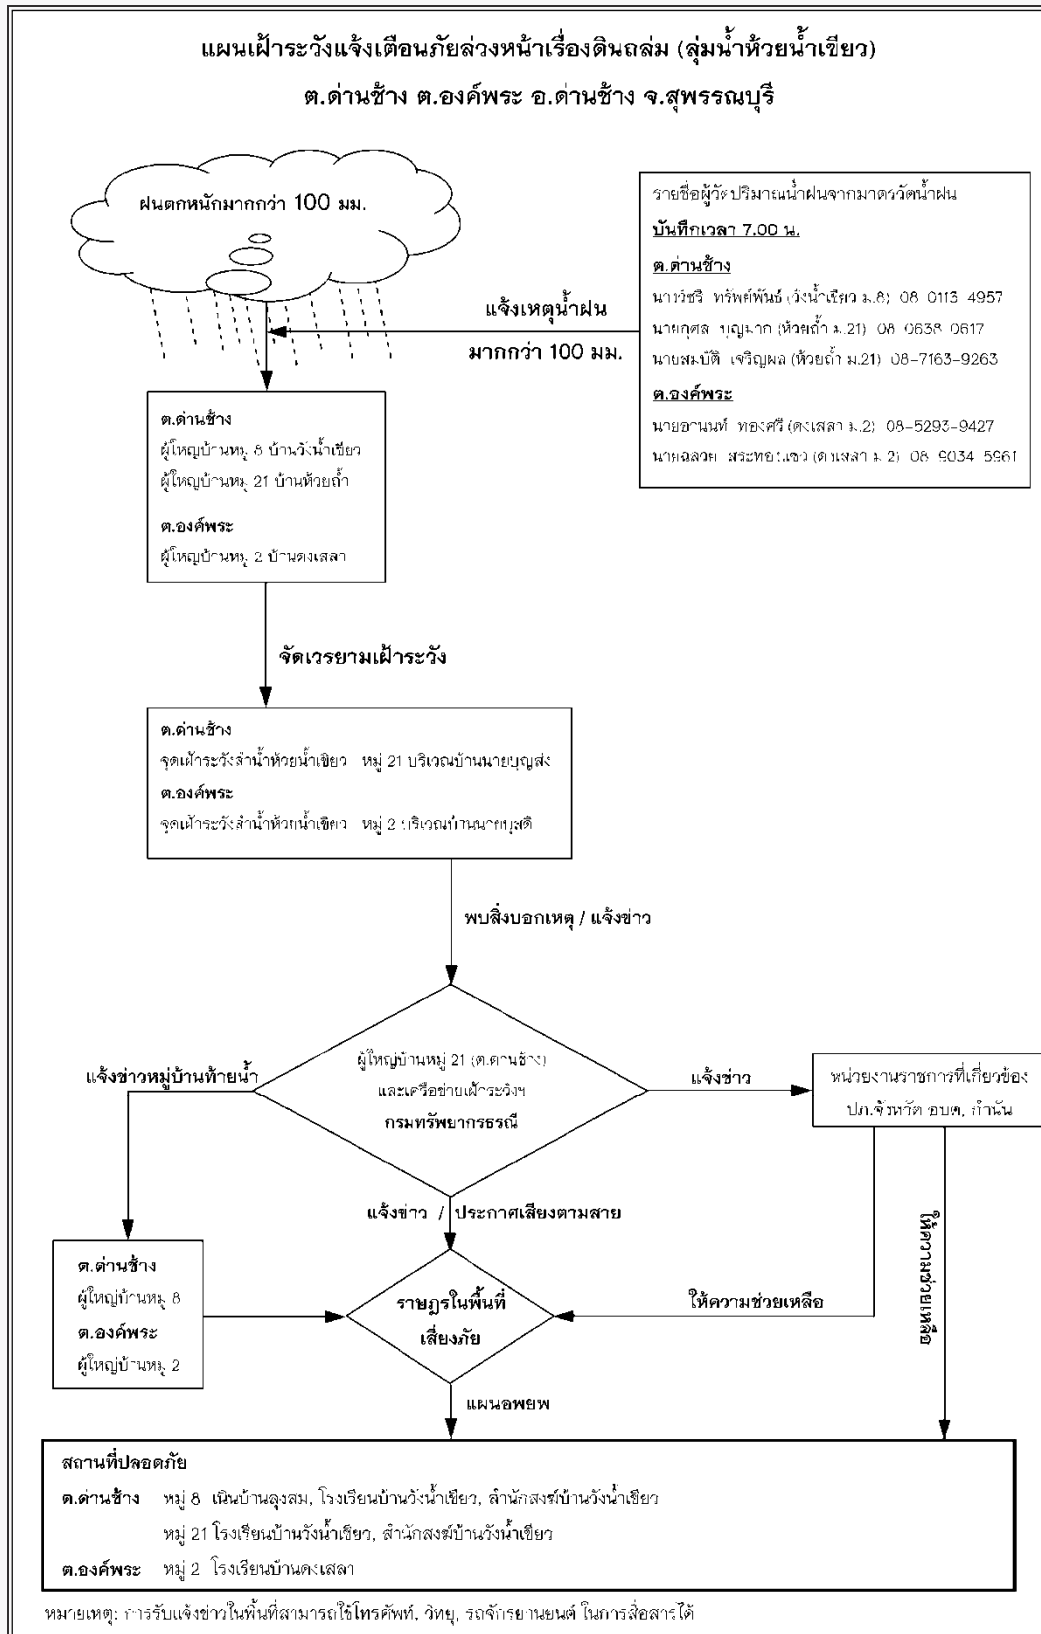 แผนเฝ้าระวังแจ้งเตือนภัยล่วงหน้าเรื่องดินถล่ม (ลุ่มน้ำห้วยน้ำเขียว)
ต.ด่านช้าง ต.องค์พระ อ.ด่านช้าง จ.สุพรรณบุรี
ฝนตกหนักมากกว่า 100 มม.
รายชื่อผู้วัดปริมาณน้ำฝนจากมาตรวัดน้ำฝน
บันทึกเวลา 7.00 น.
ต.ด่านช้าง
นางวัชรี ทรัพย์พันธ์ (วังน้ำเขียว ม.8) 08-0113-4957
นายกุศล บุญมาก (ห้วยถ้ำ ม.21) 08-0638-0617
นายสมบัติ เจริญผล (ห้วยถ้ำ ม.21) 08-7163-9263
ต.องค์พระ
นายอานนท์ ทองศรี (ดงเสลา ม.2) 08-5293-9427
นายฉลวย (ดงเสลา ม.2) 08-9034-5961
แจ้งเหตุน้ำฝน
มากกว่า 100 มม.
ต.ด่านช้าง
ผู้ใหญ่บ้านหมู่ 8 บ้านวังน้ำเขียว
ผู้ใหญ่บ้านหมู่ 21 บ้านห้วยถ้ำ
ต.องค์พระ
ผู้ใหญ่บ้านหมู่ 2 บ้านดงเสลา
จัดเวรยามเฝ้าระวัง
ต.ด่านช้าง
จุดเฝ้าระวังลำน้ำห้วยน้ำเขียว หมู่ 21 บริเวณบ้านนายบุญส่ง
ต.องค์พระ
จุดเฝ้าระวังลำน้ำห้วยน้ำเขียว หมู่ 2 บริเวณบ้าน
พบสิ่งบอกเหตุ / แจ้งข่าว
ผู้ใหญ่บ้านหมู่ 21 (ต.ด่านช้าง)
และเครือข่ายเฝ้าระวังฯ
กรมทรัพยากรธรณี
แจ้งข่าวหมู่บ้านท้ายน้ำ
แจ้งข่าว
หน่วยงานราชการที่เกี่ยวข้อง
ปภ.จังหวัด อบต. กำนัน
แจ้งข่าว / ประกาศเสียงตามสาย
ต.ด่านช้าง
ผู้ใหญ่บ้านหมู่ 8
ต.องค์พระ
ผู้ใหญ่บ้านหมู่ 2
ราษฎรในพื้นที่
เสี่ยงภัย
ให้ความช่วยเหลือ
ให้ความช่วยเหลือ
แผนอพยพ
สถานที่ปลอดภัย
ต.ด่านช้าง หมู่ 8 เนินบ้านลุงสม, โรงเรียนบ้านวังน้ำเขียว, สำนักสงฆ์บ้านวังน้ำเขียว
หมู่ 21 โรงเรียนบ้านวังน้ำเขียว, สำนักสงฆ์บ้านวังน้ำเขียว
ต.องค์พระ หมู่ 2 โรงเรียนบ้านดงเสลา
หมายเหตุ: การรับแจ้งข่าวในพื้นที่สามารถใช้โทรศัพท์, วิทยุ, รถจักรยานยนต์ ในการสื่อสารได้